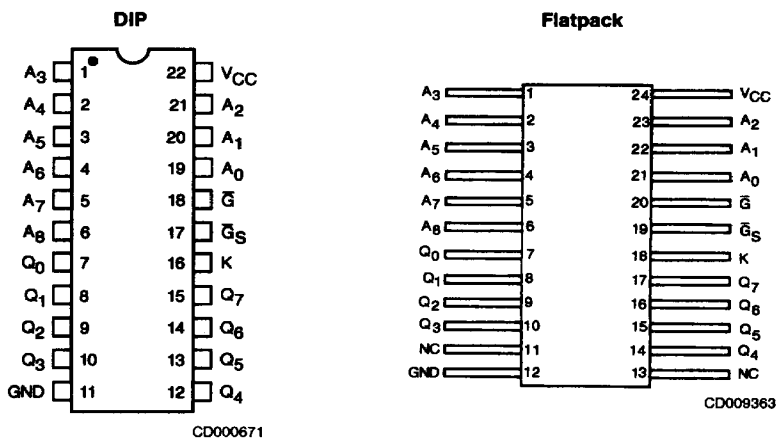 DIP
A3 1 22 VCC
A4 2 21 A2
A5 3 20 A1
A6 4 19 A0
A7 5 18 G̅
A8 6 17 G̅S
Q0 7 16 K
Q1 8 15 Q7
Q2 9 14 Q6
Q3 10 13 Q5
GND 11 12 Q4
CD000671
Flatpack
A3 1 24 VCC
A4 2 23 A2
A5 3 22 A1
A6 4 21 A0
A7 5 20 G̅
A8 6 19 G̅S
Q0 7 18 K
Q1 8 17 Q7
Q2 9 16 Q6
Q3 10 15 Q5
NC 11 14 Q4
GND 12 13 NC
CD009363